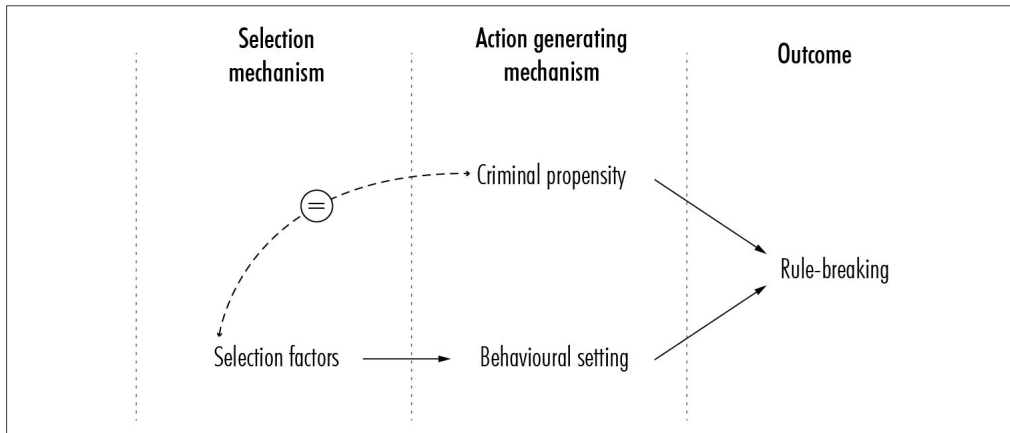 Selection
mechanism
Action generating
mechanism
Outcome
Criminal propensity
=
Rule-breaking
Selection factors
Behavioural setting